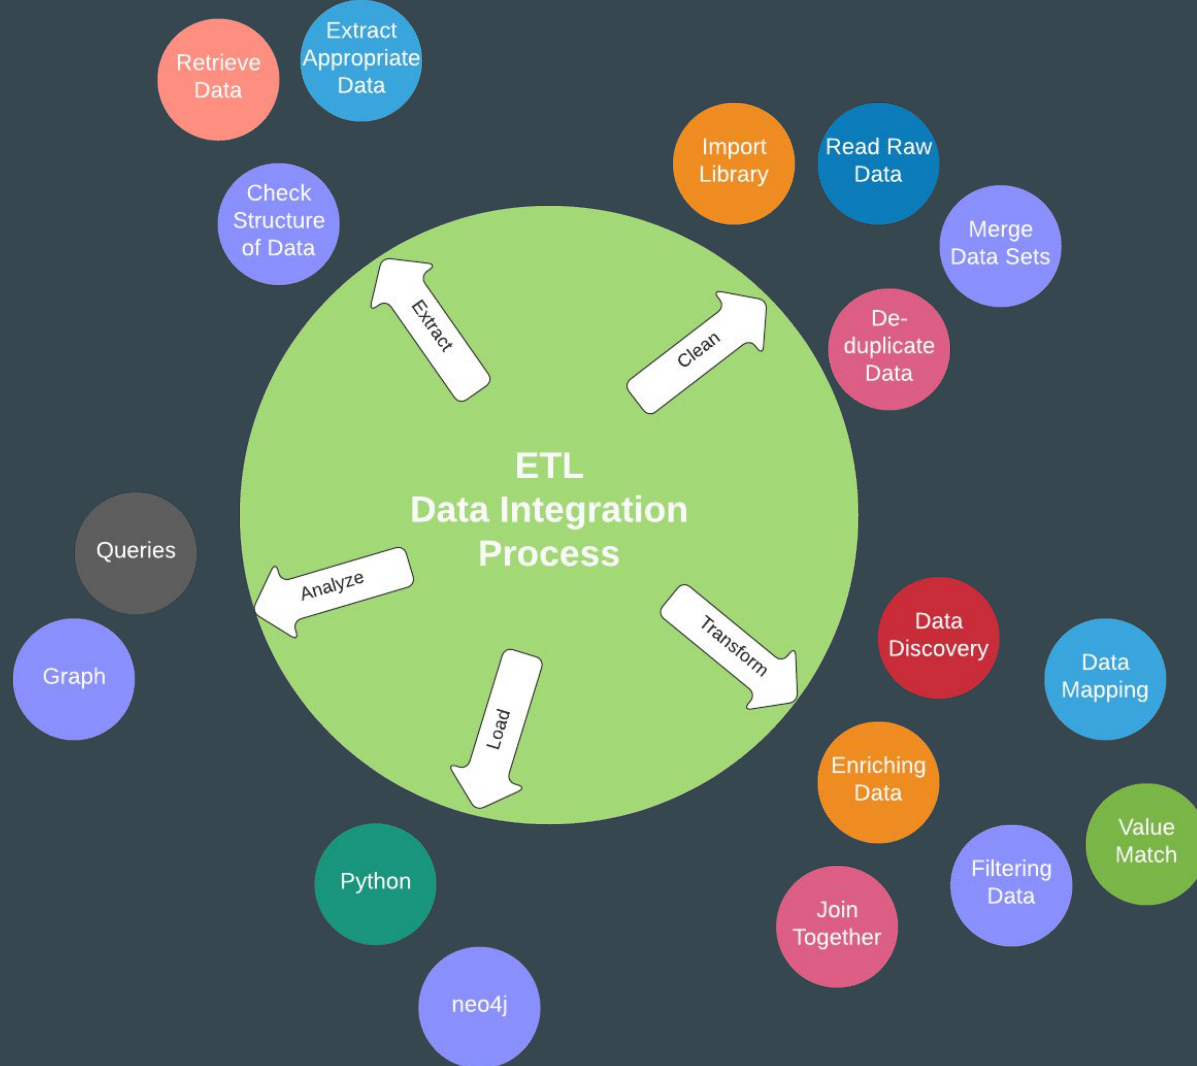 Retrieve
Data
Extract
Appropriate
Data
Check
Structure
of Data
Import
Library
Read Raw
Data
Merge
Data Sets
De-
duplicate
Data
Extract
Clean
ETL
Data Integration
Process
Analyze
Transform
Load
Queries
Graph
Data
Discovery
Data
Mapping
Enriching
Data
Value
Match
Filtering
Data
Join
Together
Python
neo4j